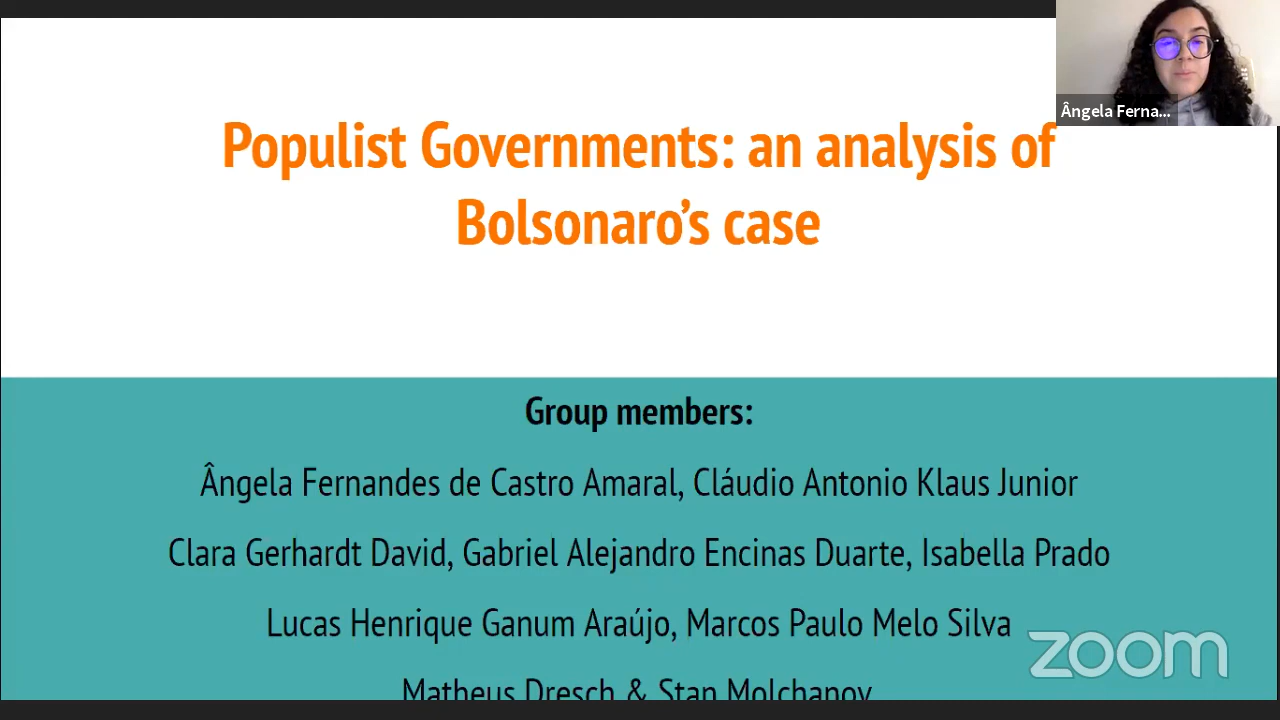 Populist Governments: an analysis of
Bolsonaro’s case
Ângela Ferna...
Group members:
Ângela Fernandes de Castro Amaral, Cláudio Antonio Klaus Junior
Clara Gerhardt David, Gabriel Alejandro Encinas Duarte, Isabella Prado
Lucas Henrique Ganum Araújo, Marcos Paulo Melo Silva
Matheus Dresch & Stan Molchanov
zoom